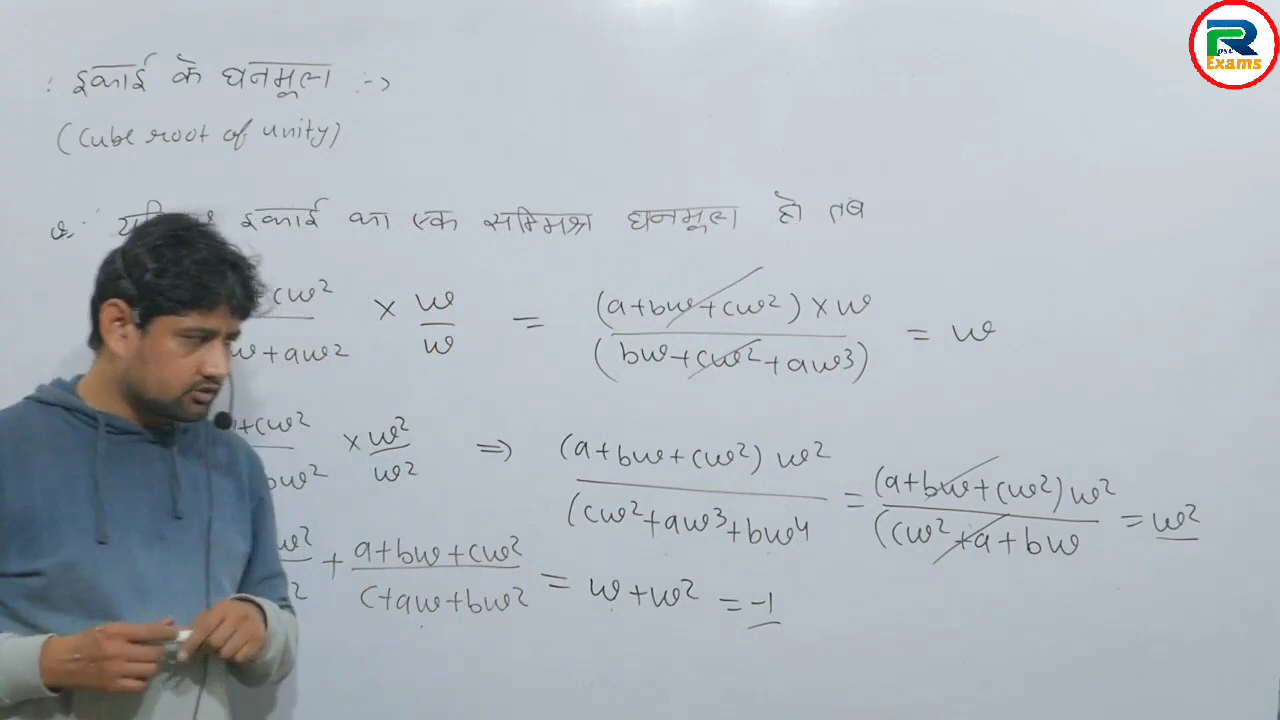 RPSC Exams
: इकाई के घनमूल :->
(Cube root of unity)
Q: इकाई का एक सम्मिश्र घनमूल हो तब
+cω² × ω/ω = (a+bω+cω²)×ω / (bω+cω²+aω³) = ω
ω+aω²
ω+cω² × ω²/ω² ⇒ (a+bω+cω²) ω² / (cω²+aω³+bω⁴ = (a+bω+cω²)ω² / (cω²+a+bω = ω²
bω²
ω² + a+bω+cω² / c+aω+bω² = ω+ω² = -1